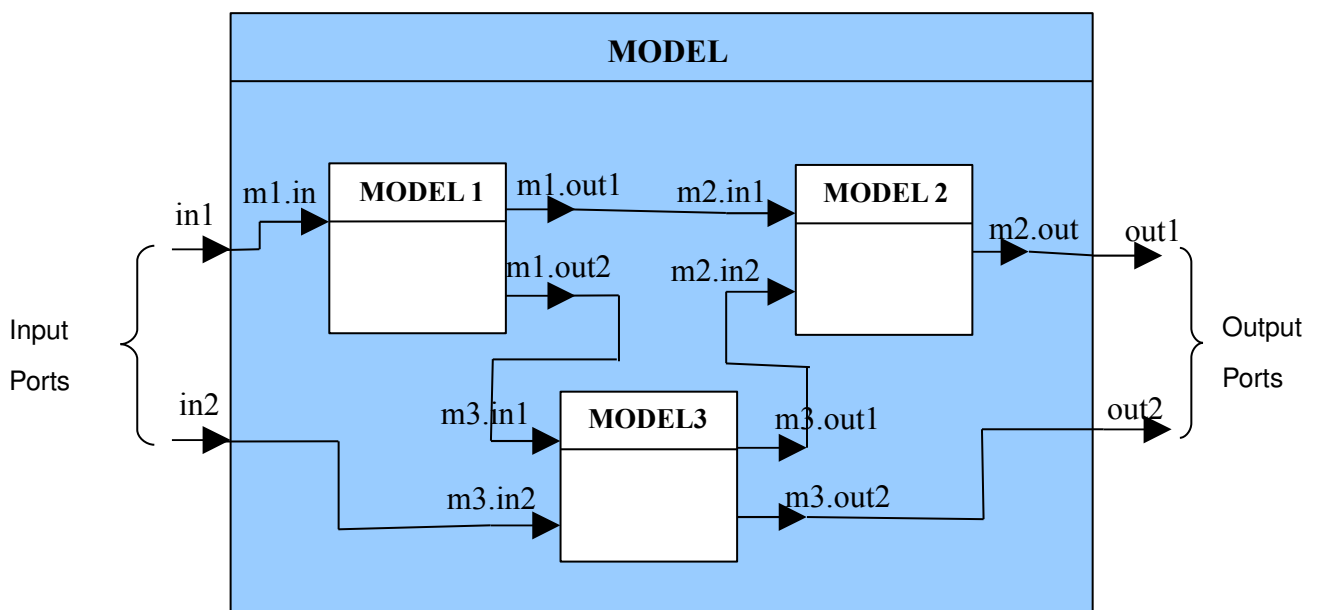 MODEL
MODEL 1
m1.out1
m2.in1
MODEL 2
m1.in
in1
m2.out
out1
m1.out2
m2.in2
Input
Ports
Output
Ports
in2
m3.in1
MODEL3
m3.out1
out2
m3.in2
m3.out2